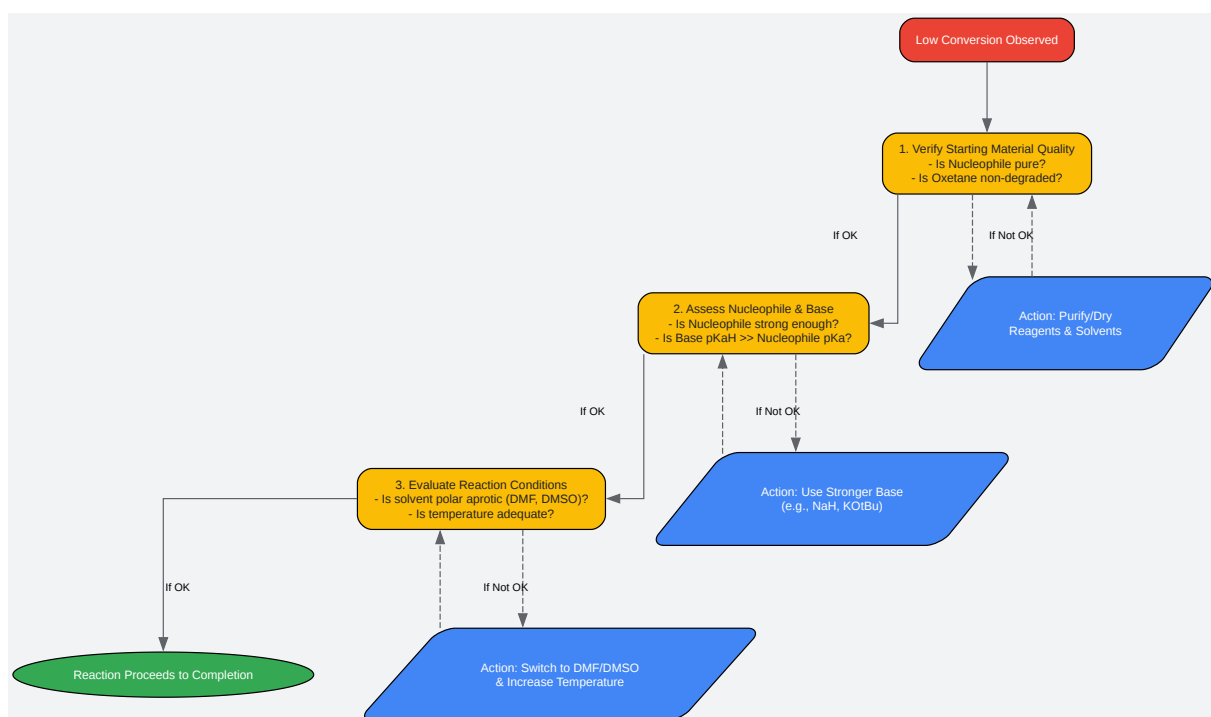 Low Conversion Observed
1. Verify Starting Material Quality
- Is Nucleophile pure?
- Is Oxetane non-degraded?
If OK
If Not OK
Action: Purify/Dry
Reagents & Solvents
2. Assess Nucleophile & Base
- Is Nucleophile strong enough?
- Is Base pKaH >> Nucleophile pKa?
If OK
If Not OK
Action: Use Stronger Base
(e.g., NaH, KOtBu)
3. Evaluate Reaction Conditions
- Is solvent polar aprotic (DMF, DMSO)?
- Is temperature adequate?
If OK
If Not OK
Reaction Proceeds to Completion
Action: Switch to DMF/DMSO
& Increase Temperature